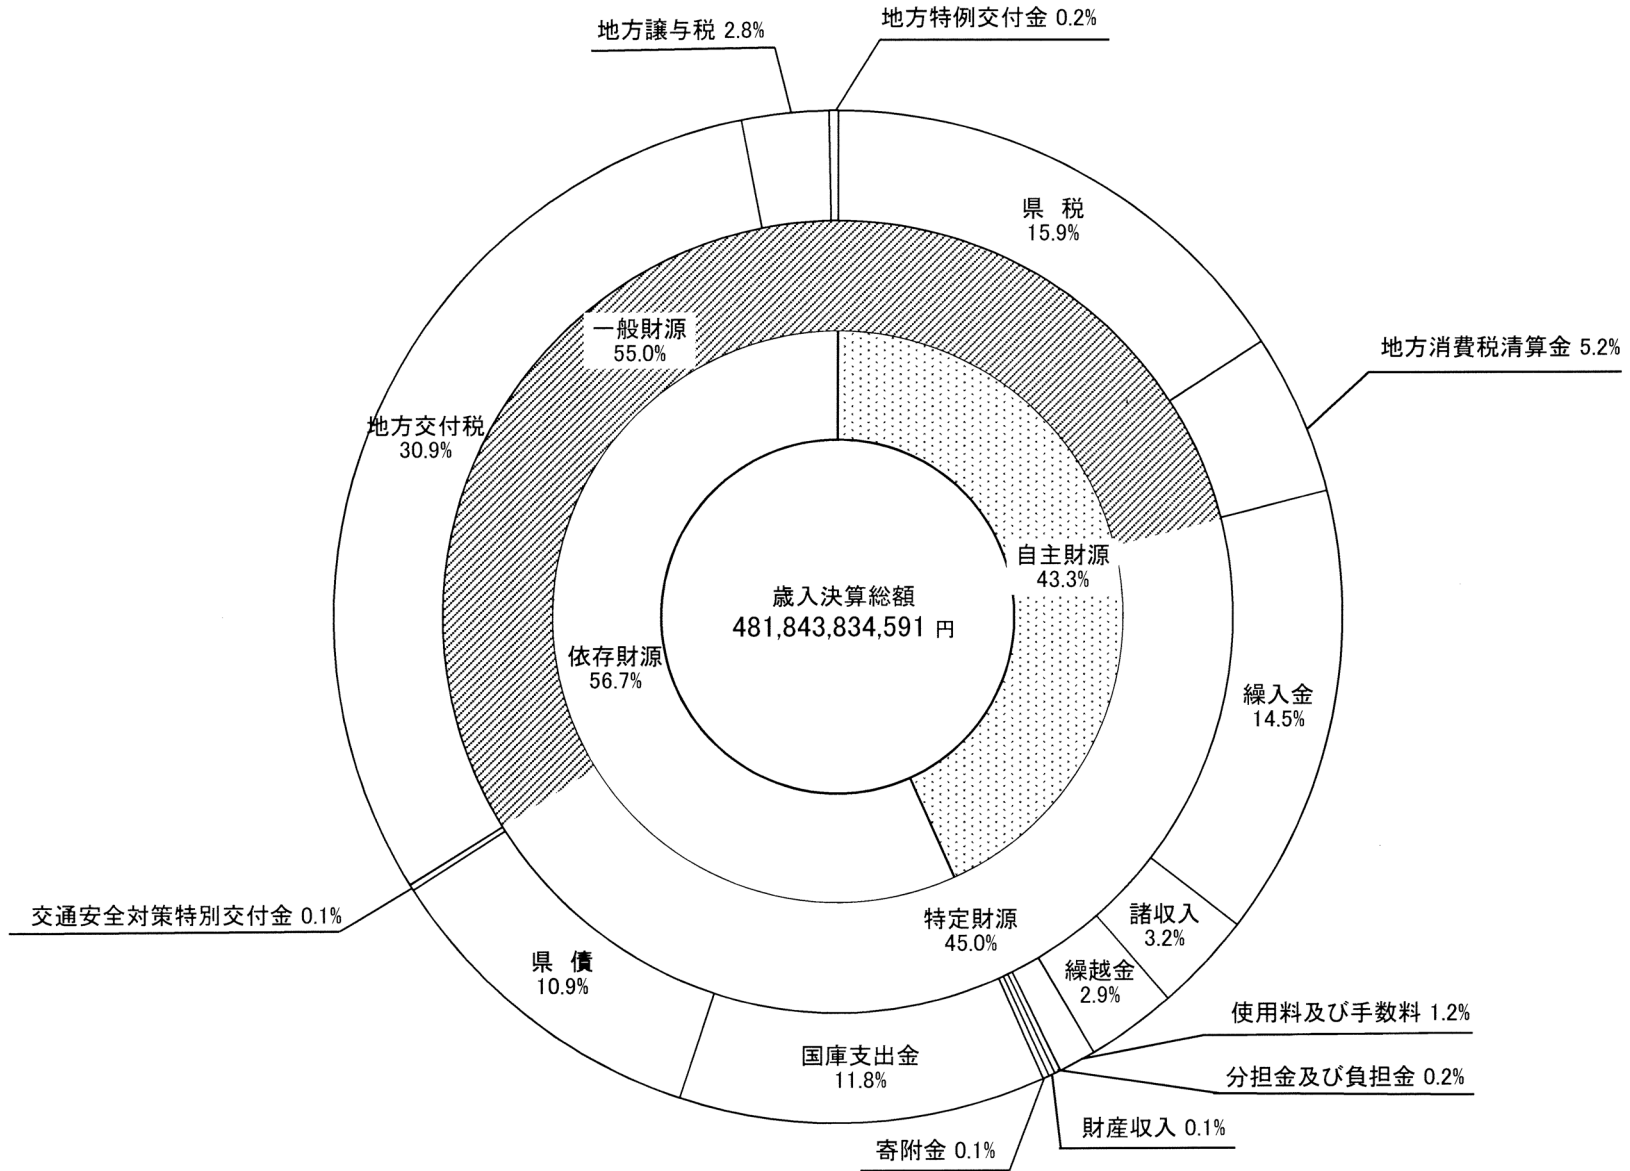 地方譲与税 2.8%
地方特例交付金 0.2%
県 税
15.9%
一般財源
55.0%
地方消費税清算金 5.2%
地方交付税
30.9%
自主財源
43.3%
歳入決算総額
481,843,834,591 円
依存財源
56.7%
繰入金
14.5%
交通安全対策特別交付金 0.1%
特定財源
45.0%
諸収入
3.2%
県 債
10.9%
繰越金
2.9%
使用料及び手数料 1.2%
国庫支出金
11.8%
分担金及び負担金 0.2%
財産収入 0.1%
寄附金 0.1%